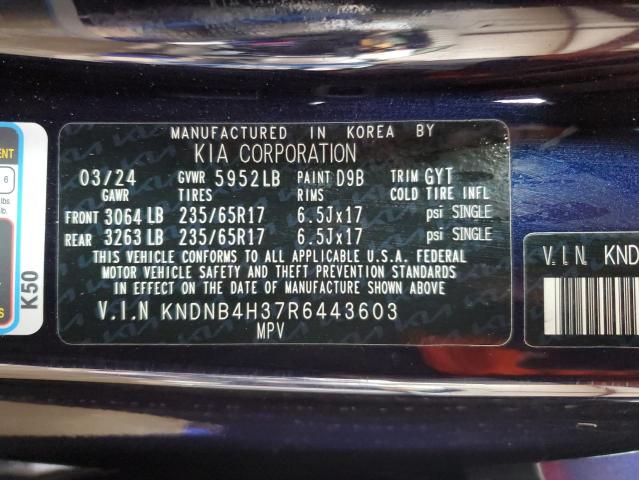 MANUFACTURED IN KOREA BY
KIA CORPORATION
03/24 GVWR 5952LB PAINT D9B TRIM GYT
GAWR TIRES RIMS COLD TIRE INFL
FRONT 3064 LB 235/65R17 6.5Jx17 psi SINGLE
REAR 3263 LB 235/65R17 6.5Jx17 psi SINGLE
THIS VEHICLE CONFORMS TO ALL APPLICABLE U.S.A. FEDERAL
MOTOR VEHICLE SAFETY AND THEFT PREVENTION STANDARDS
IN EFFECT ON THE DATE OF MANUFACTURE SHOWN ABOVE
V.I.N KNDNB4H37R6443603
MPV
6
lbs.
lb.
K50
V.I.N. KND